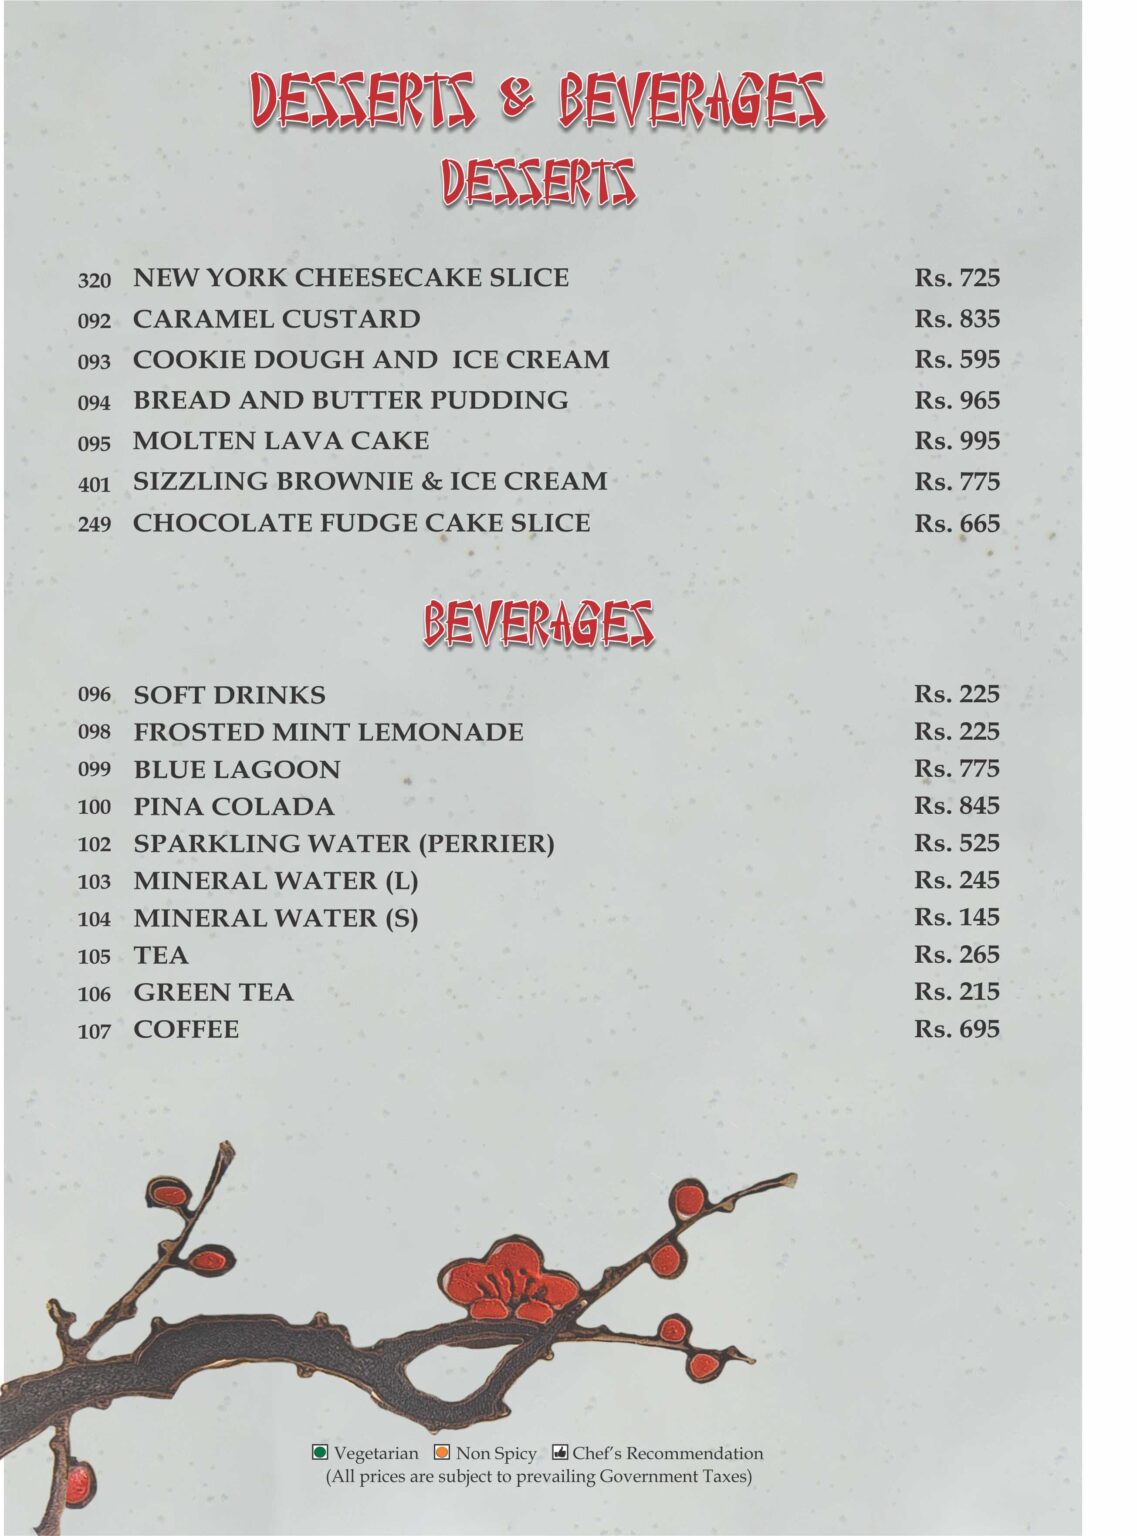 DESSERTS & BEVERAGES
DESSERTS
320 NEW YORK CHEESECAKE SLICE Rs. 725
092 CARAMEL CUSTARD Rs. 835
093 COOKIE DOUGH AND ICE CREAM Rs. 595
094 BREAD AND BUTTER PUDDING Rs. 965
095 MOLTEN LAVA CAKE Rs. 995
401 SIZZLING BROWNIE & ICE CREAM Rs. 775
249 CHOCOLATE FUDGE CAKE SLICE Rs. 665
BEVERAGES
096 SOFT DRINKS Rs. 225
098 FROSTED MINT LEMONADE Rs. 225
099 BLUE LAGOON Rs. 775
100 PINA COLADA Rs. 845
102 SPARKLING WATER (PERRIER) Rs. 525
103 MINERAL WATER (L) Rs. 245
104 MINERAL WATER (S) Rs. 145
105 TEA Rs. 265
106 GREEN TEA Rs. 215
107 COFFEE Rs. 695
Vegetarian Non Spicy Chef's Recommendation
(All prices are subject to prevailing Government Taxes)